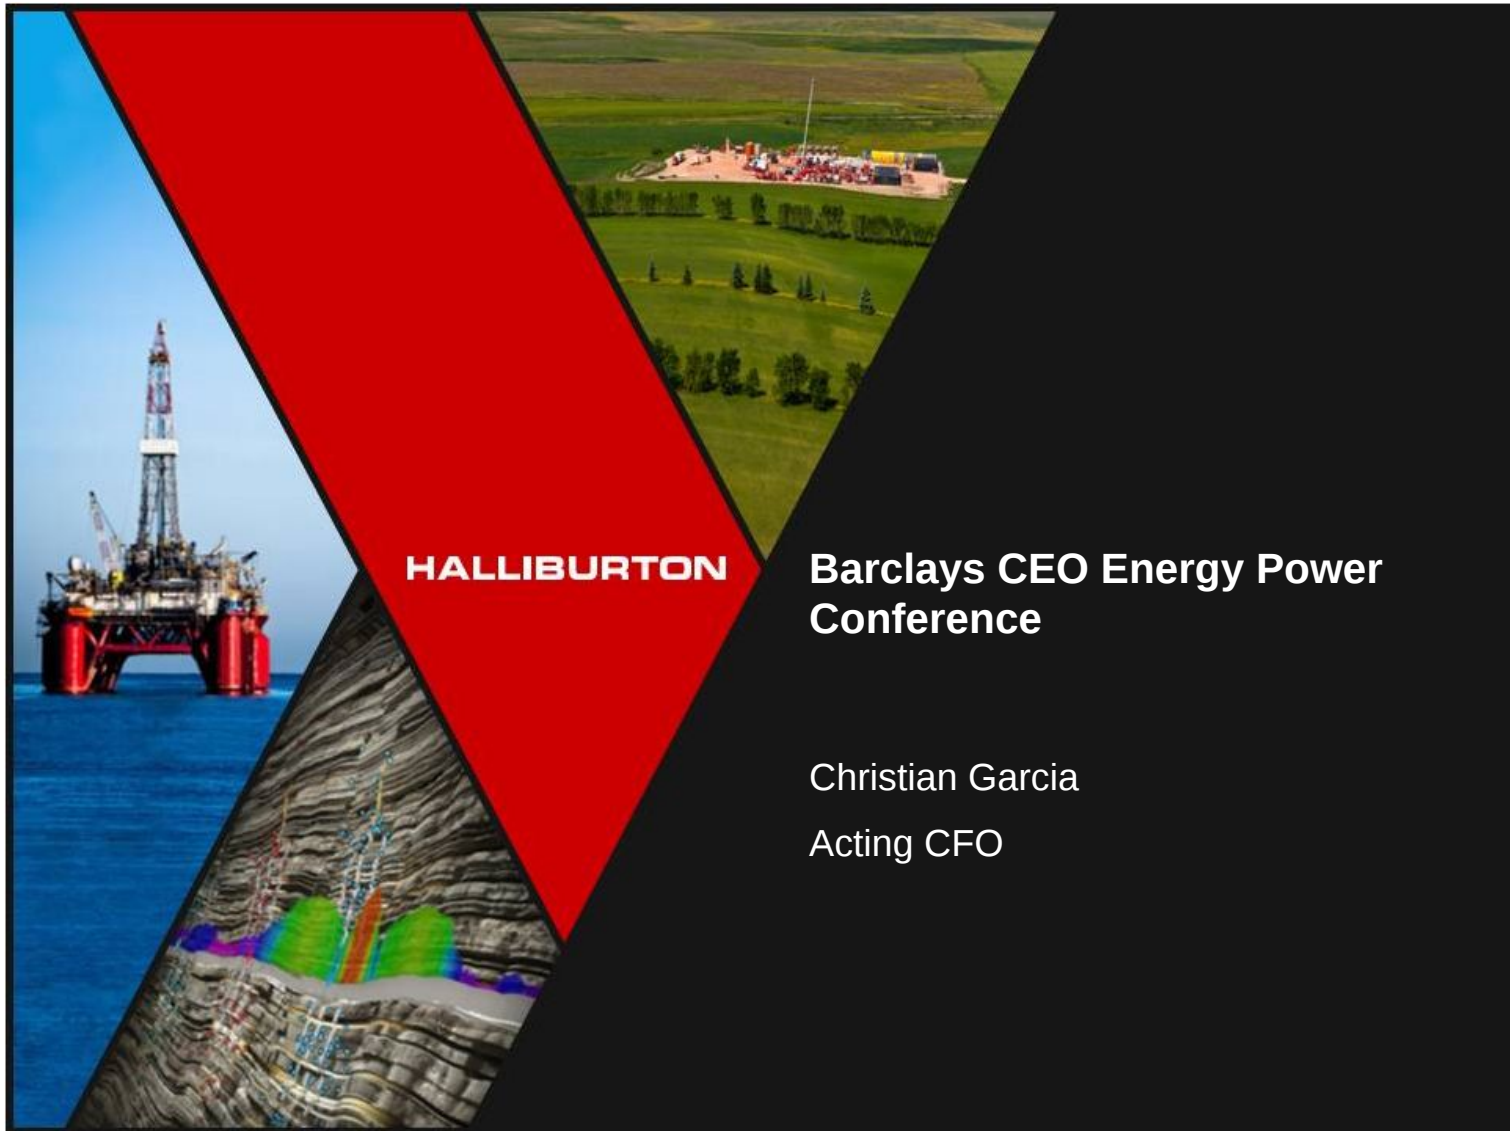 HALLIBURTON
Barclays CEO Energy Power
Conference
Christian Garcia
Acting CFO